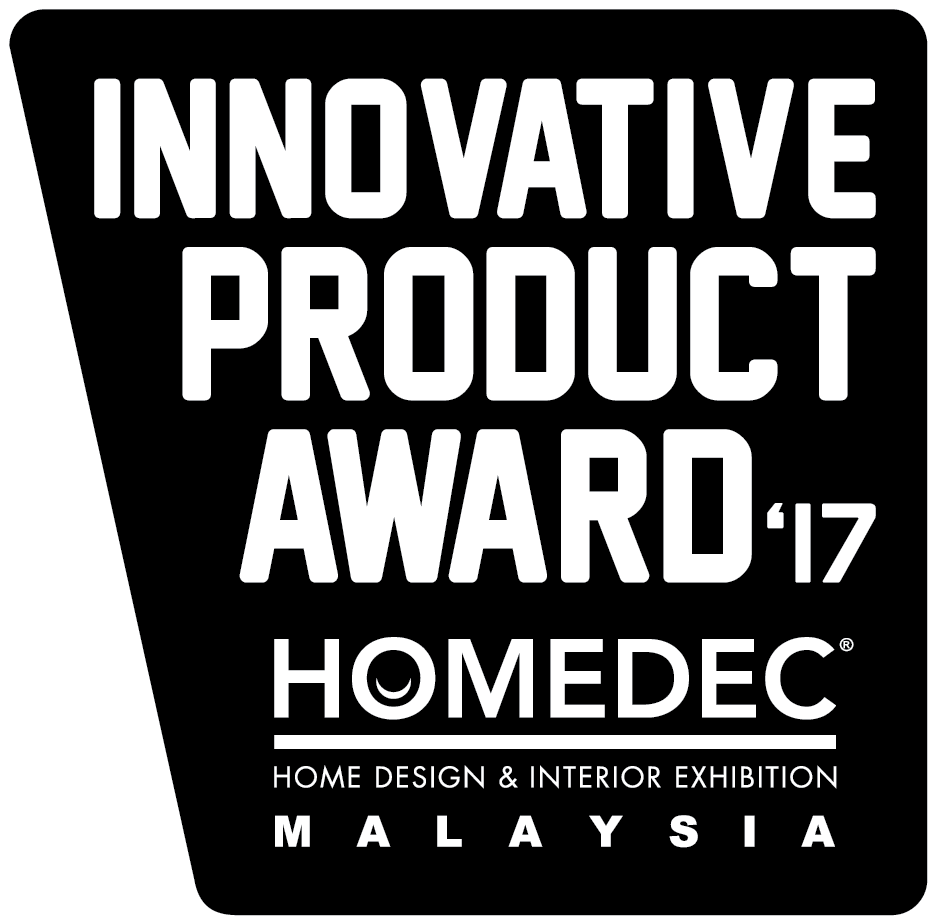 INNOVATIVE
PRODUCT
AWARD ‘17
HOMEDEC®
HOME DESIGN & INTERIOR EXHIBITION
MALAYSIA